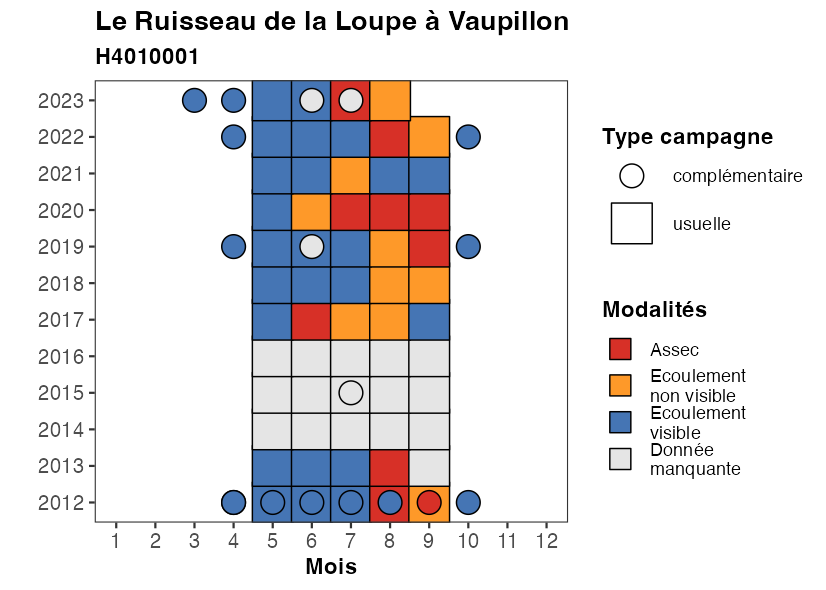 Le Ruisseau de la Loupe à Vaupillon
H4010001
2023
2022
2021
2020
2019
2018
2017
2016
2015
2014
2013
2012
1 2 3 4 5 6 7 8 9 10 11 12
Mois
Type campagne
complémentaire
usuelle
Modalités
Assec
Ecoulement
non visible
Ecoulement
visible
Donnée
manquante